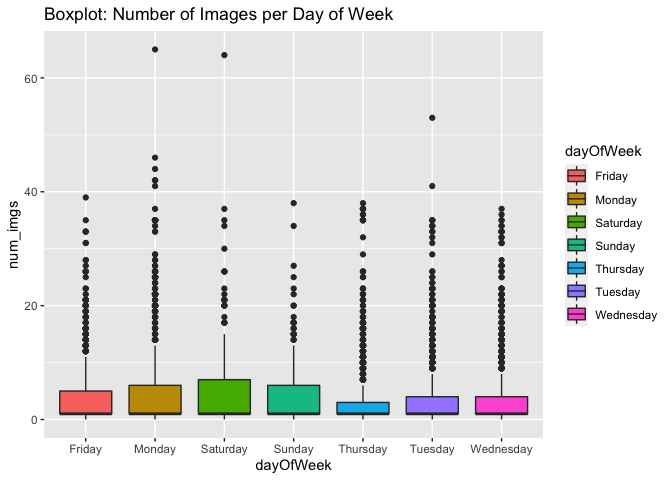 Boxplot: Number of Images per Day of Week
num_imgs
60
40
20
0
Friday
Monday
Saturday
Sunday
Thursday
Tuesday
Wednesday
dayOfWeek
dayOfWeek
Friday
Monday
Saturday
Sunday
Thursday
Tuesday
Wednesday